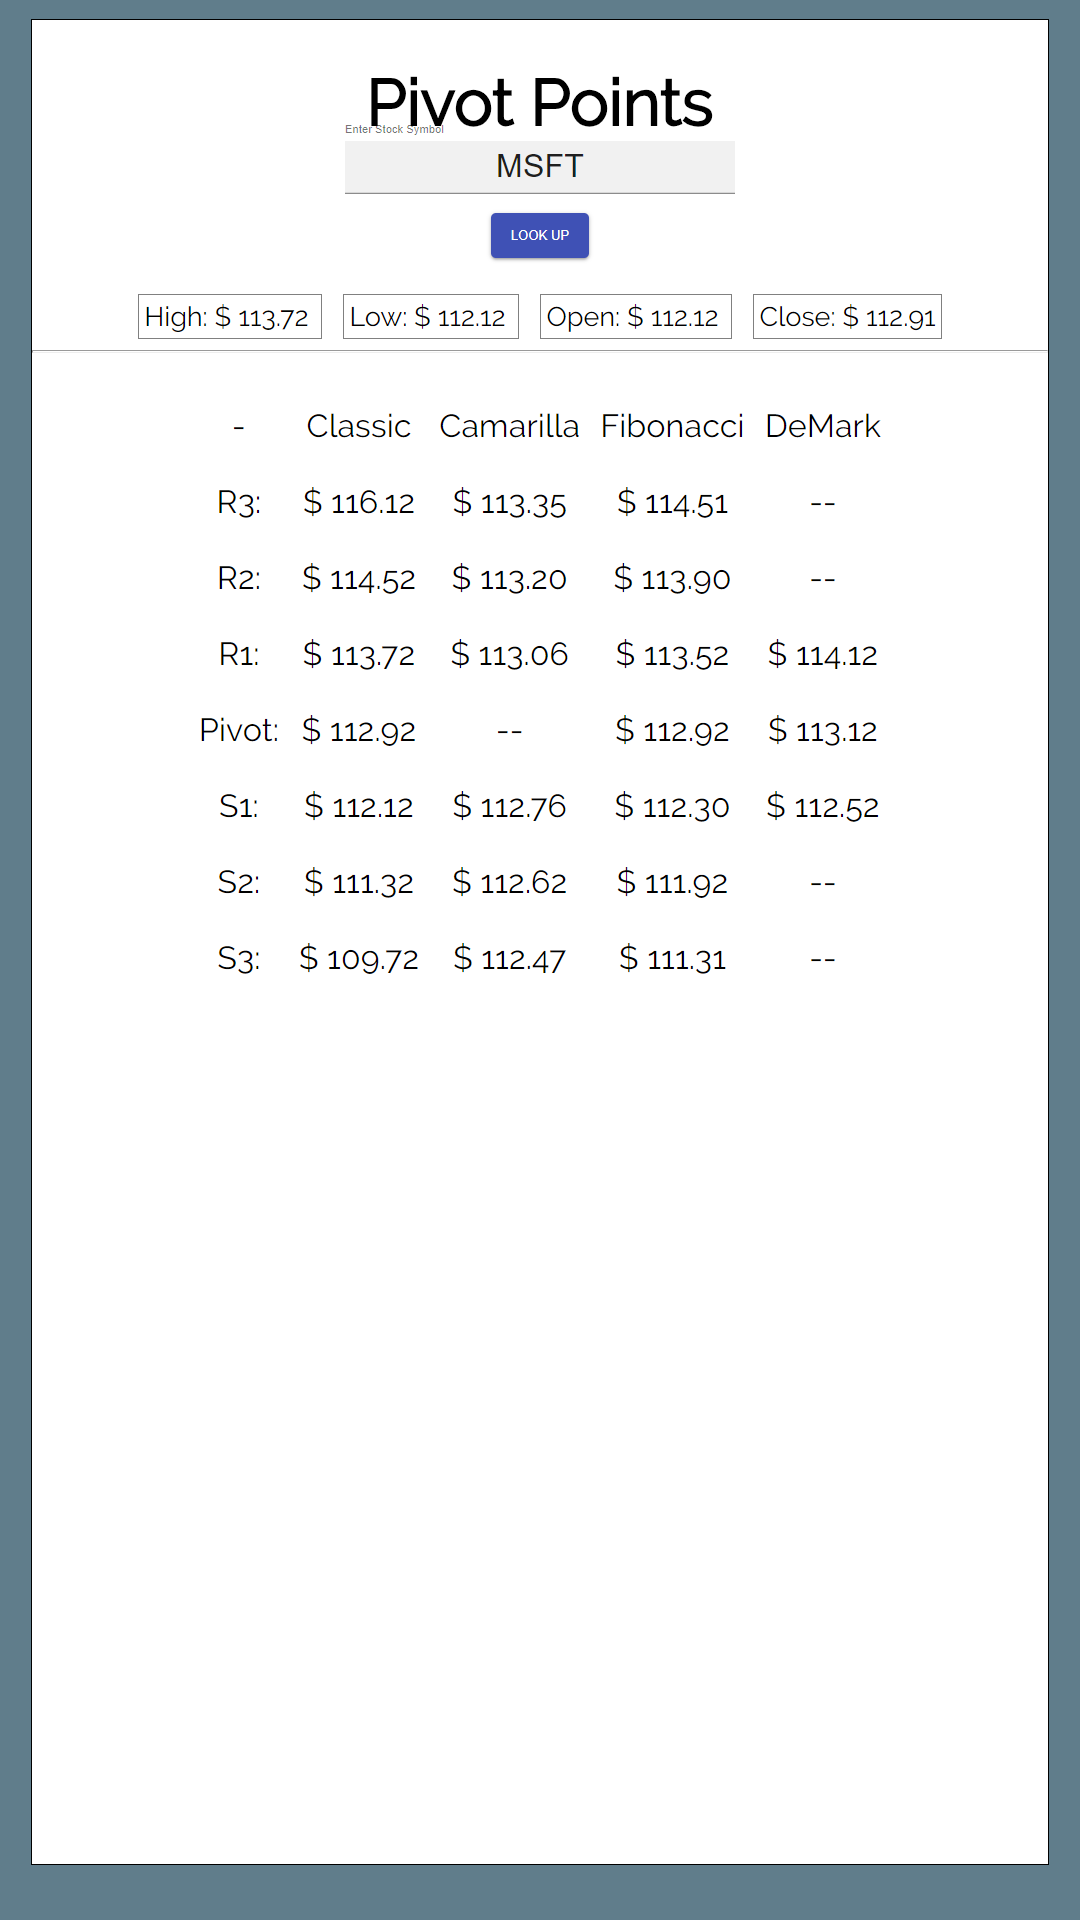 Pivot Points
Enter Stock Symbol
MSFT
LOOK UP
High: $ 113.72 Low: $ 112.12 Open: $ 112.12 Close: $ 112.91
- Classic Camarilla Fibonacci DeMark
R3: $ 116.12 $ 113.35 $ 114.51 --
R2: $ 114.52 $ 113.20 $ 113.90 --
R1: $ 113.72 $ 113.06 $ 113.52 $ 114.12
Pivot: $ 112.92 -- $ 112.92 $ 113.12
S1: $ 112.12 $ 112.76 $ 112.30 $ 112.52
S2: $ 111.32 $ 112.62 $ 111.92 --
S3: $ 109.72 $ 112.47 $ 111.31 --